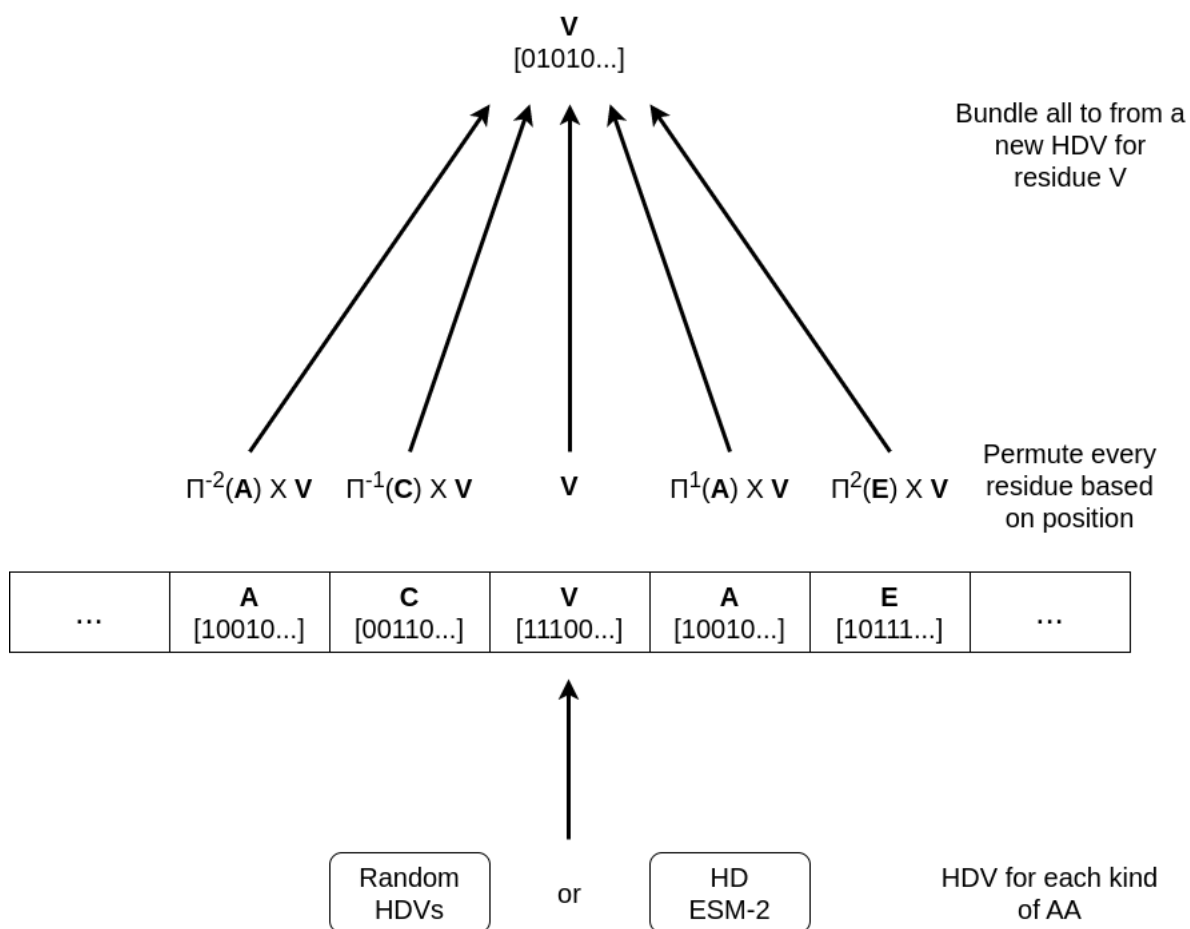 V
[01010...]
Bundle all to from a
new HDV for
residue V
Π⁻²(A) X V
Π⁻¹(C) X V
V
Π¹(A) X V
Π²(E) X V
Permute every
residue based
on position
...
A
[10010...]
C
[00110...]
V
[11100...]
A
[10010...]
E
[10111...]
...
Random
HDVs
or
HD
ESM-2
HDV for each kind
of AA